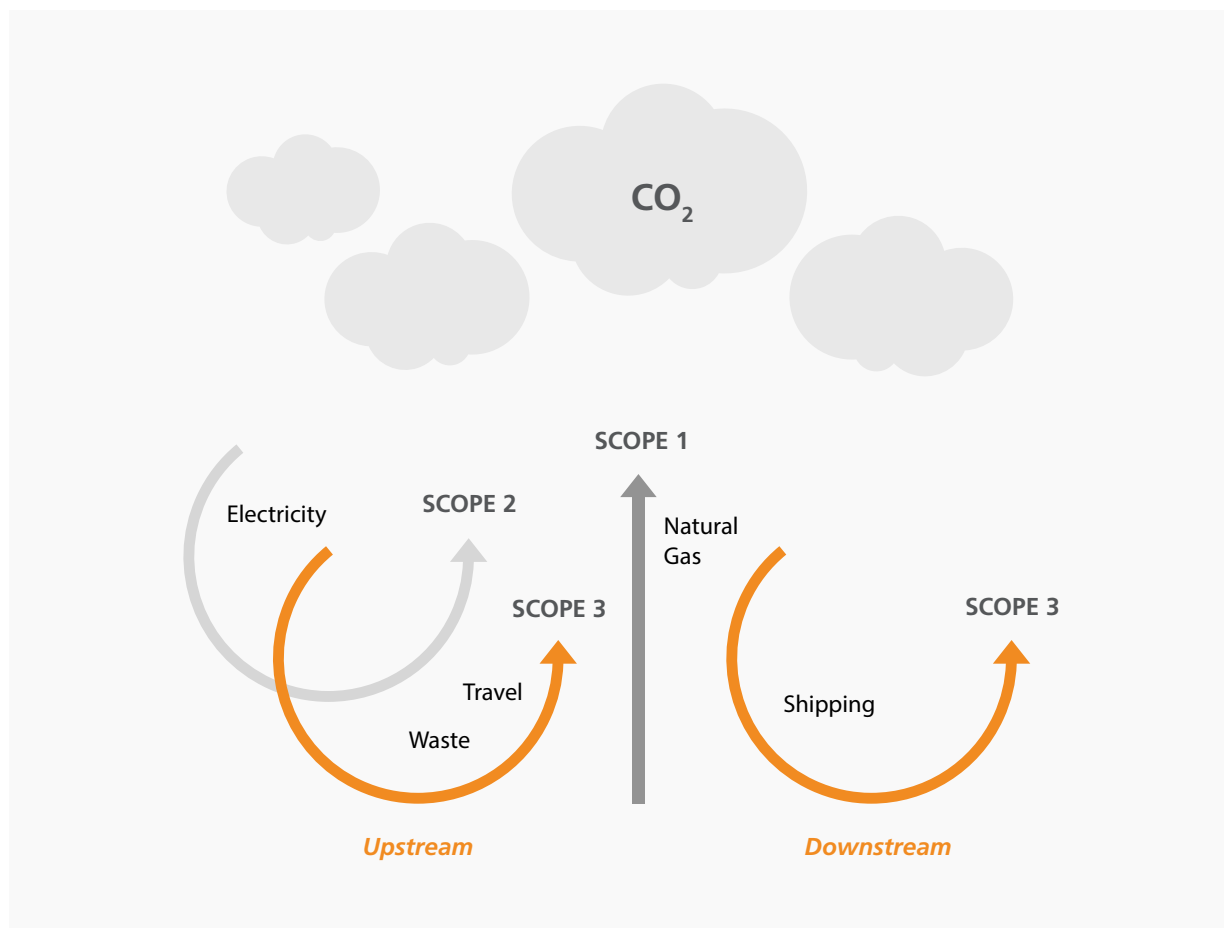 CO₂
SCOPE 1
SCOPE 2
Electricity
Natural
Gas
SCOPE 3
SCOPE 3
Travel
Shipping
Waste
Upstream
Downstream